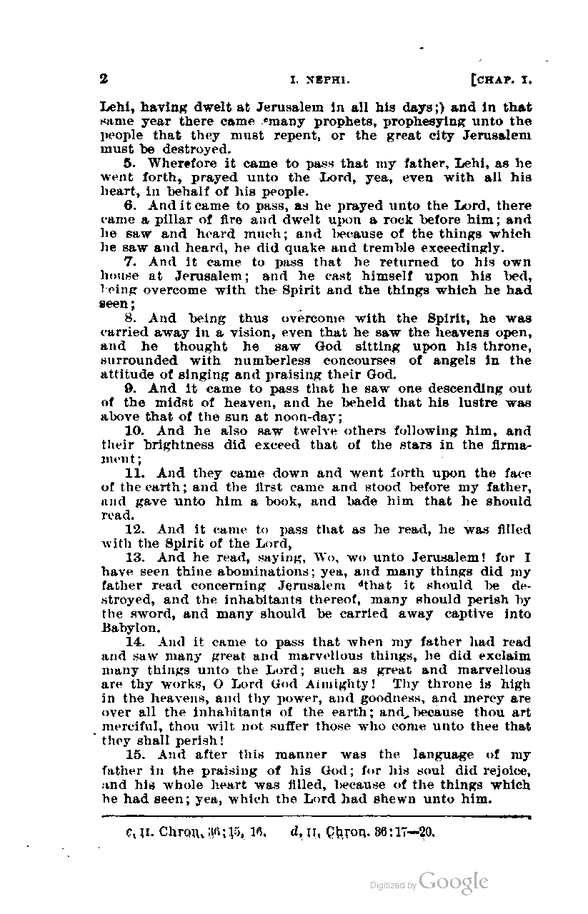 2 I. NEPHI. [CHAP. I.
Lehi, having dwelt at Jerusalem in all his days;) and in that
same year there came cmany prophets, prophesying unto the
people that they must repent, or the great city Jerusalem
must be destroyed.
5. Wherefore it came to pass that my father, Lehi, as he
went forth, prayed unto the Lord, yea, even with all his
heart, in behalf of his people.
6. And it came to pass, as he prayed unto the Lord, there
came a pillar of fire and dwelt upon a rock before him; and
he saw and heard much; and because of the things which
he saw and heard, he did quake and tremble exceedingly.
7. And it came to pass that he returned to his own
house at Jerusalem; and he cast himself upon his bed,
being overcome with the Spirit and the things which he had
seen;
8. And being thus overcome with the Spirit, he was
carried away in a vision, even that he saw the heavens open,
and he thought he saw God sitting upon his throne,
surrounded with numberless concourses of angels in the
attitude of singing and praising their God.
9. And it came to pass that he saw one descending out
of the midst of heaven, and he beheld that his lustre was
above that of the sun at noon-day;
10. And he also saw twelve others following him, and
their brightness did exceed that of the stars in the firma-
ment;
11. And they came down and went forth upon the face
of the earth; and the first came and stood before my father,
and gave unto him a book, and bade him that he should
read.
12. And it came to pass that as he read, he was filled
with the Spirit of the Lord,
13. And he read, saying, Wo, wo unto Jerusalem! for I
have seen thine abominations; yea, and many things did my
father read concerning Jerusalem dthat it should be de-
stroyed, and the inhabitants thereof, many should perish by
the sword, and many should be carried away captive into
Babylon.
14. And it came to pass that when my father had read
and saw many great and marvellous things, he did exclaim
many things unto the Lord; such as great and marvellous
are thy works, O Lord God Almighty! Thy throne is high
in the heavens, and thy power, and goodness, and mercy are
over all the inhabitants of the earth; and, because thou art
merciful, thou wilt not suffer those who come unto thee that
they shall perish!
15. And after this manner was the language of my
father in the praising of his God; for his soul did rejoice,
and his whole heart was filled, because of the things which
he had seen; yea, which the Lord had shewn unto him.
c, II. Chron. 36:15, 16. d, II. Chron. 36:17—20.
Digitized by Google